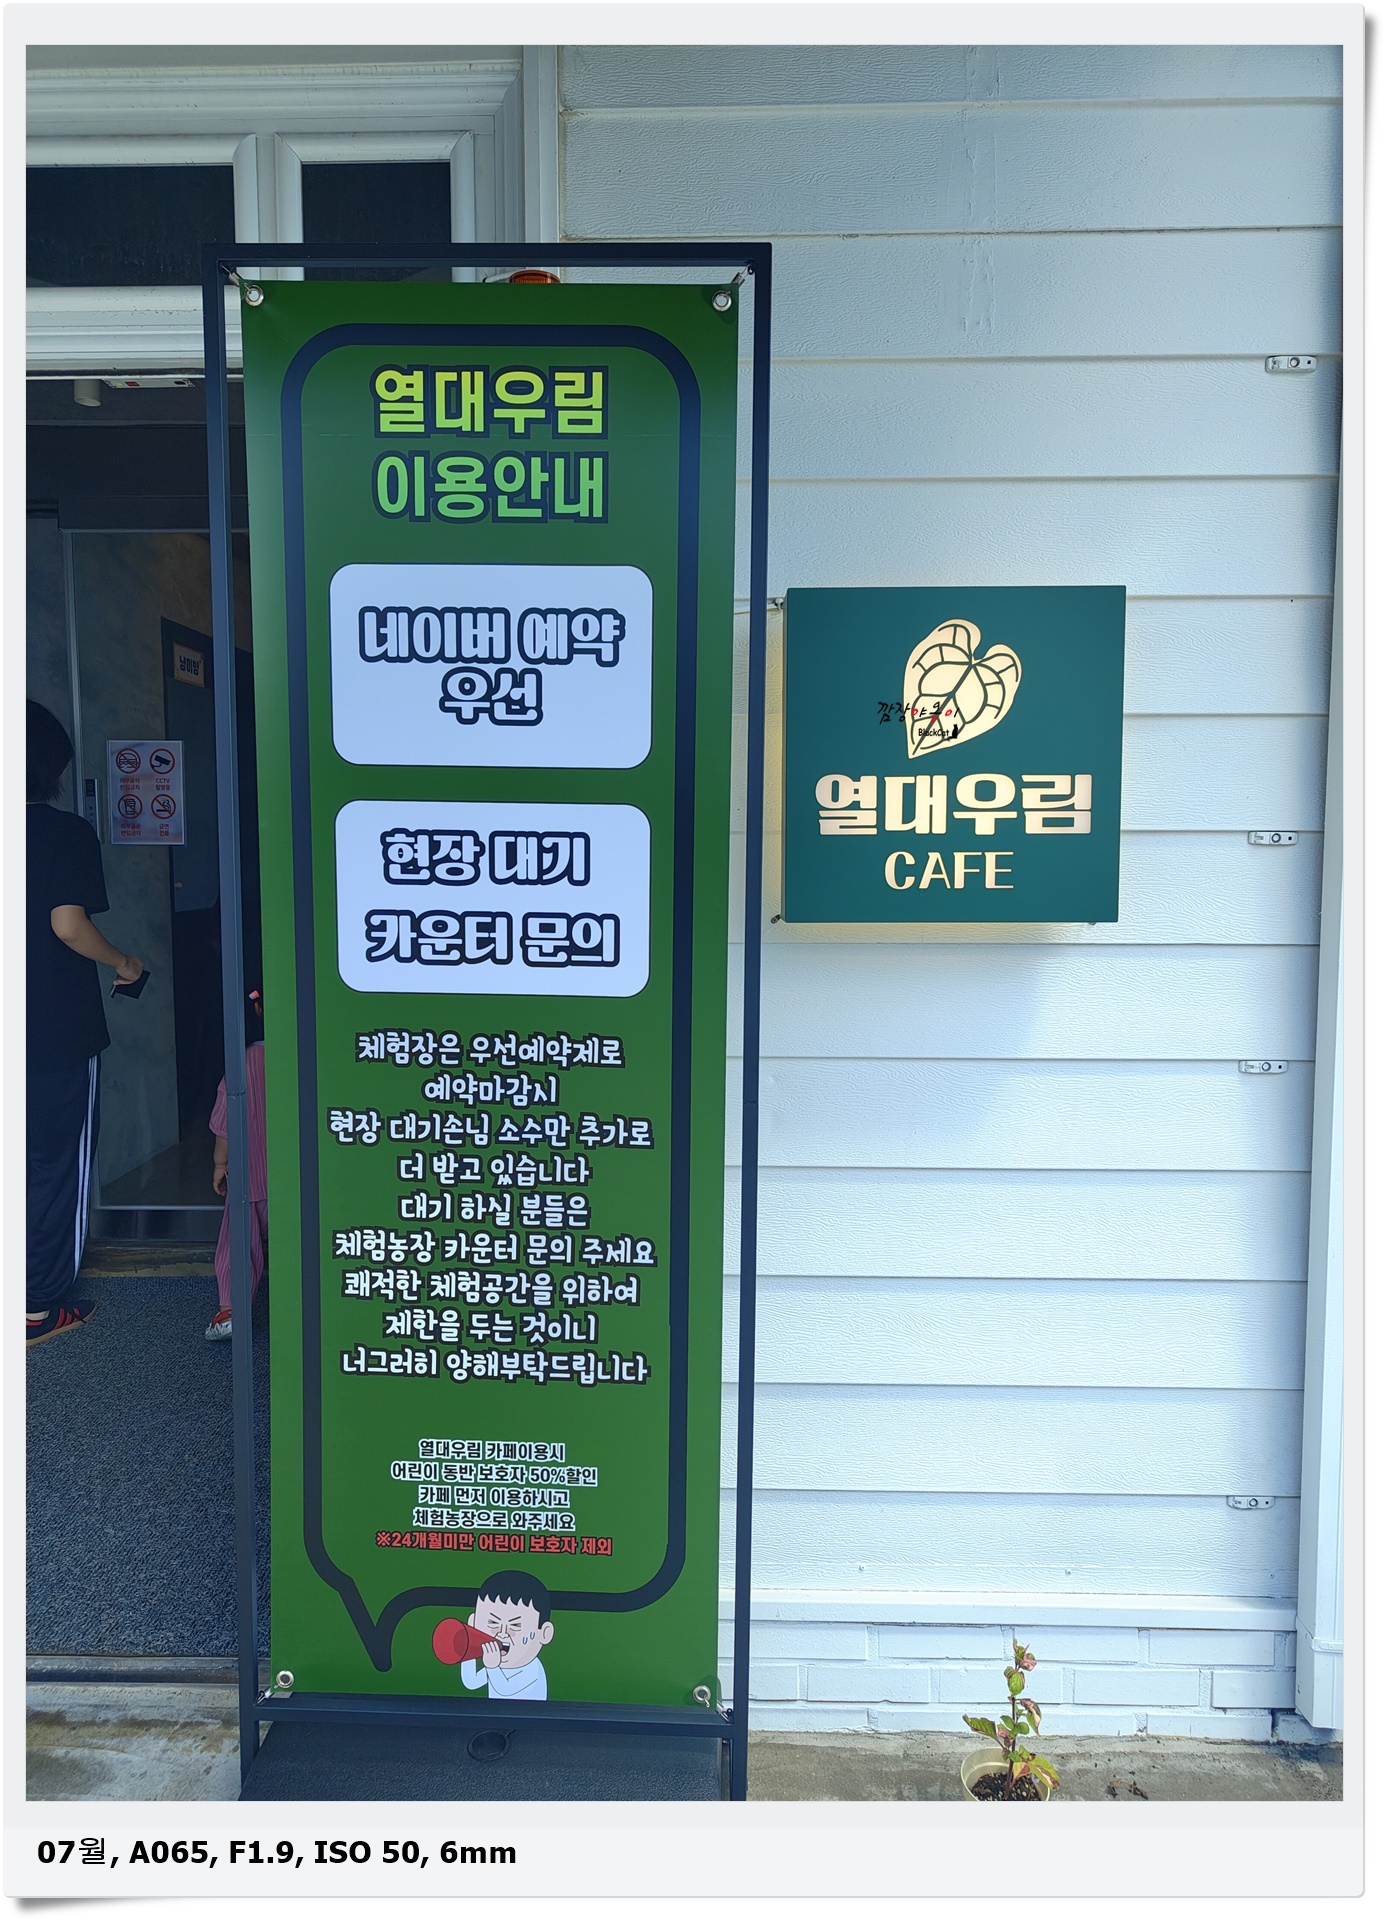 열대우림
이용안내
네이버 예약
우선
현장 대기
카운터 문의
체험장은 우선예약제로
예약마감시
현장 대기손님 소수만 추가로
더 받고 있습니다
대기 하실 분들은
체험농장 카운터 문의 주세요
쾌적한 체험공간을 위하여
제한을 두는 것이니
너그러히 양해부탁드립니다
열대우림 카페이용시
어린이 동반 보호자 50%할인
카페 먼저 이용하시고
체험농장으로 와주세요
※24개월미만 어린이 보호자 제외
깜장야옹이
BlackCat
열대우림
CAFE
CCTV
07월, A065, F1.9, ISO 50, 6mm